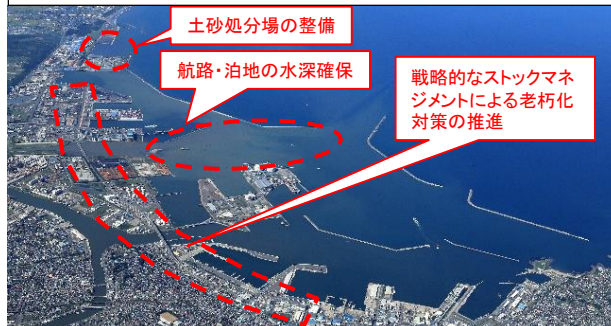 土砂処分場の整備
航路・泊地の水深確保
戦略的なストックマネ
ジメントによる老朽化
対策の推進